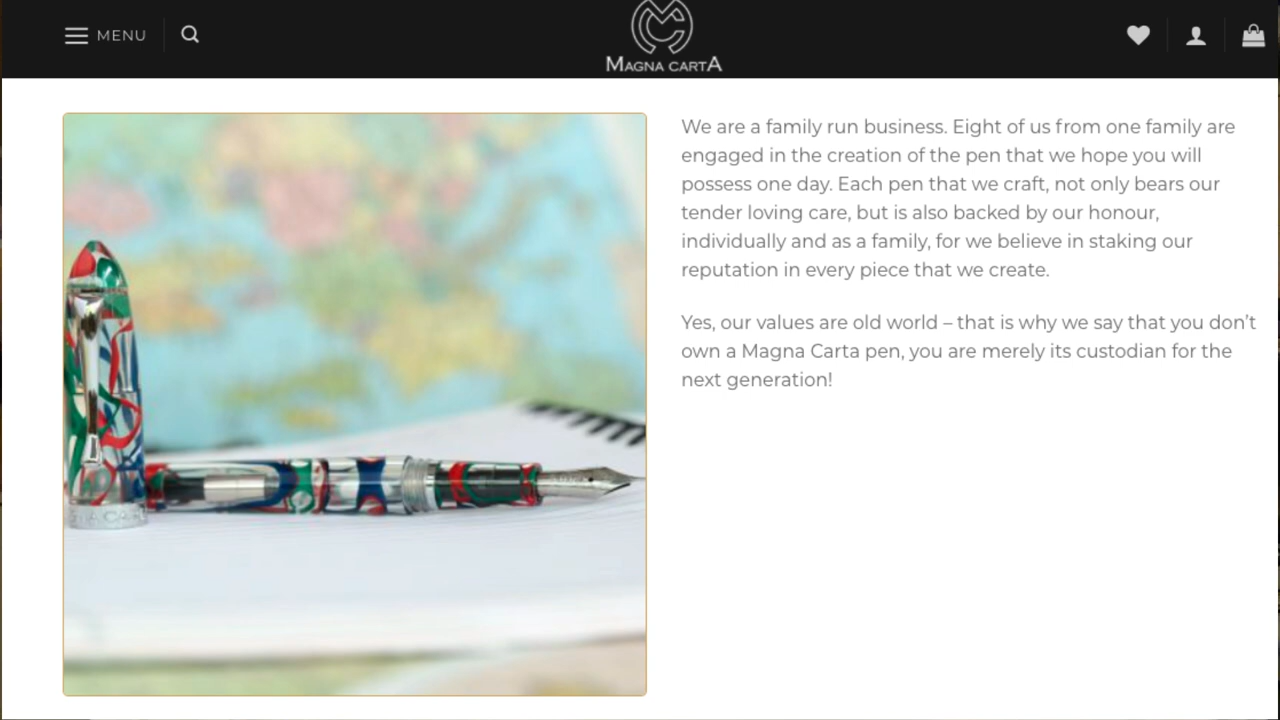 MENU
MAGNA CARTA
We are a family run business. Eight of us from one family are
engaged in the creation of the pen that we hope you will
possess one day. Each pen that we craft, not only bears our
tender loving care, but is also backed by our honour,
individually and as a family, for we believe in staking our
reputation in every piece that we create.
Yes, our values are old world – that is why we say that you don’t
own a Magna Carta pen, you are merely its custodian for the
next generation!